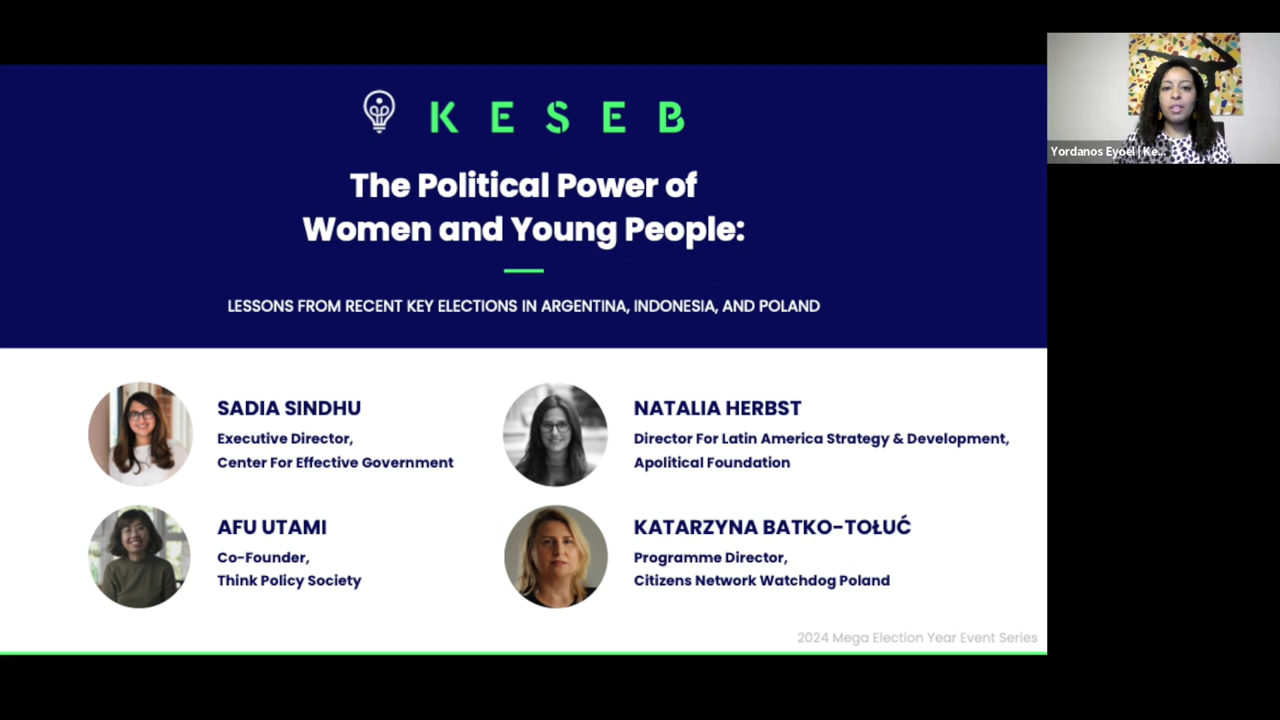 KESEB
The Political Power of
Women and Young People:
LESSONS FROM RECENT KEY ELECTIONS IN ARGENTINA, INDONESIA, AND POLAND
SADIA SINDHU
Executive Director,
Center For Effective Government
NATALIA HERBST
Director For Latin America Strategy & Development,
Apolitical Foundation
AFU UTAMI
Co-Founder,
Think Policy Society
KATARZYNA BATKO-TOŁUĆ
Programme Director,
Citizens Network Watchdog Poland
2024 Mega Election Year Event Series
Yordanos Eyoel | Ke...